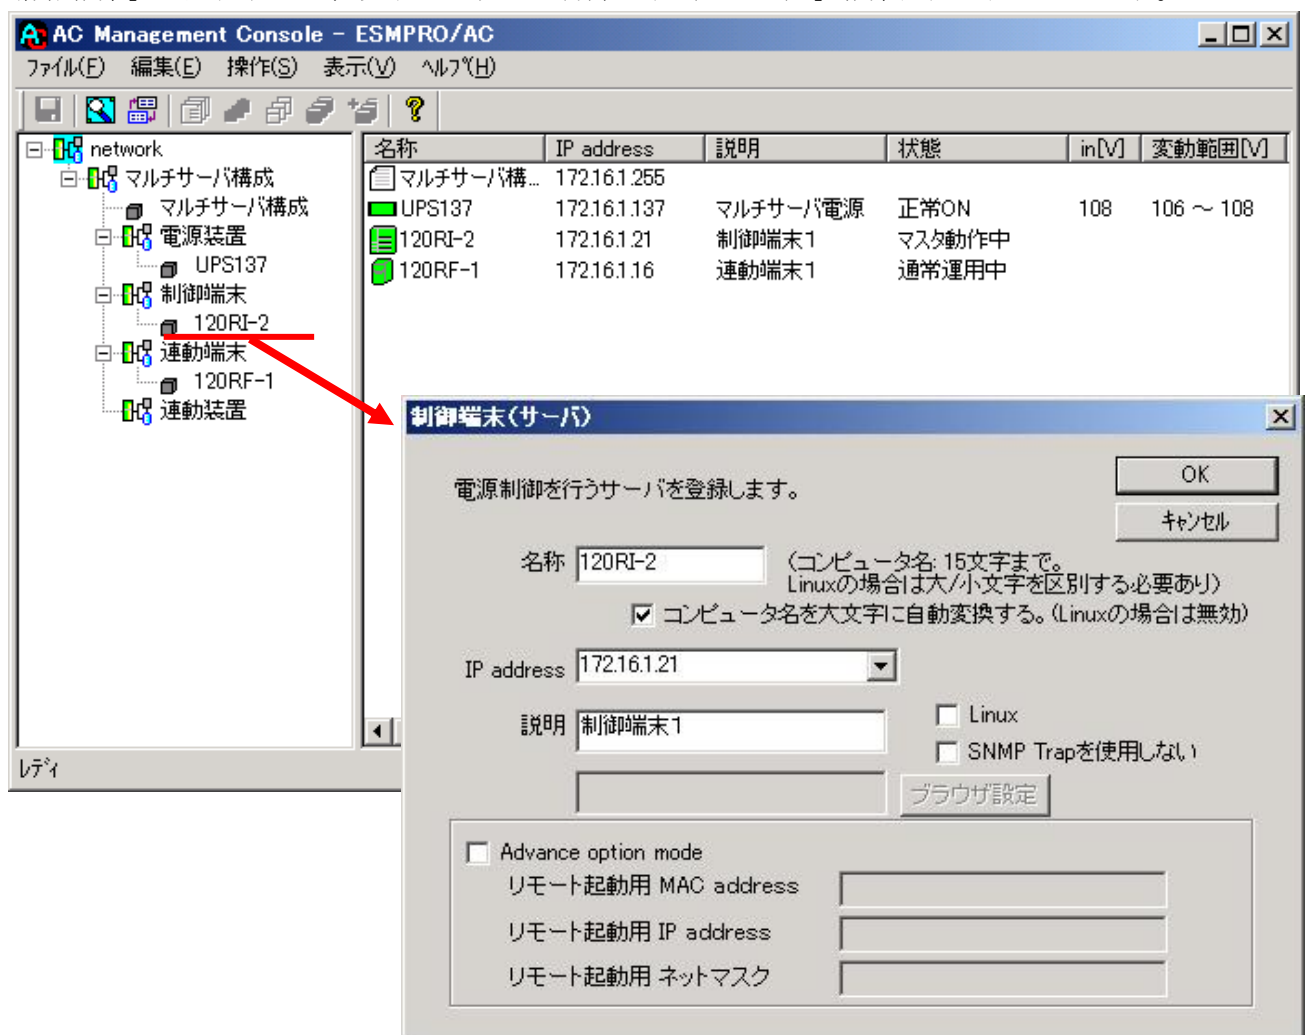 AC Management Console - ESMPRO/AC
ファイル(F) 編集(E) 操作(S) 表示(V) ヘルプ(H)
network
マルチサーバ構成
マルチサーバ構成
電源装置
UPS137
制御端末
120RI-2
連動端末
120RF-1
連動装置
名称 IP address 説明 状態 in[V] 変動範囲[V]
マルチサーバ構... 172.16.1.255
UPS137 172.16.1.137 マルチサーバ電源 正常ON 108 106 ～ 108
120RI-2 172.16.1.21 制御端末1 マスタ動作中
120RF-1 172.16.1.16 連動端末1 通常運用中
レディ
制御端末(サーバ)
電源制御を行うサーバを登録します。
OK
キャンセル
名称 120RI-2 (コンピュータ名: 15文字まで。
Linuxの場合は大/小文字を区別する必要あり)
コンピュータ名を大文字に自動変換する。(Linuxの場合は無効)
IP address 172.16.1.21
説明 制御端末1
Linux
SNMP Trapを使用しない
ブラウザ設定
Advance option mode
リモート起動用 MAC address
リモート起動用 IP address
リモート起動用 ネットマスク